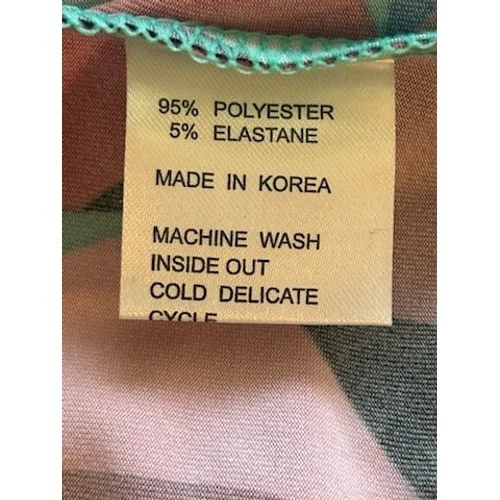 95% POLYESTER
5% ELASTANE
MADE IN KOREA
MACHINE WASH
INSIDE OUT
COLD DELICATE
CYCLE